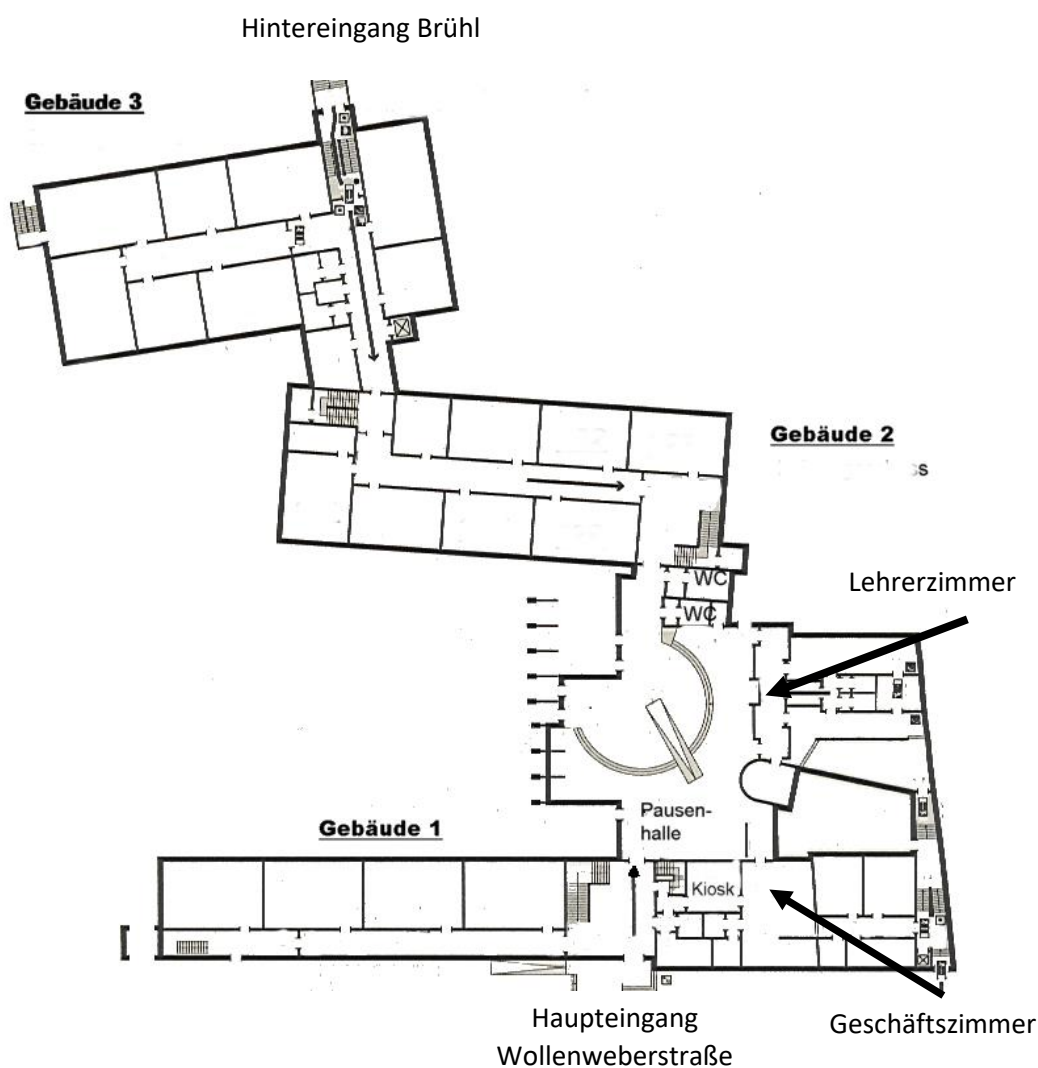 Hintereingang Brühl
Gebäude 3
Gebäude 2
s
WC
Lehrerzimmer
WC
Pausen-
halle
Gebäude 1
Kiosk
Haupteingang
Wollenweberstraße
Geschäftszimmer